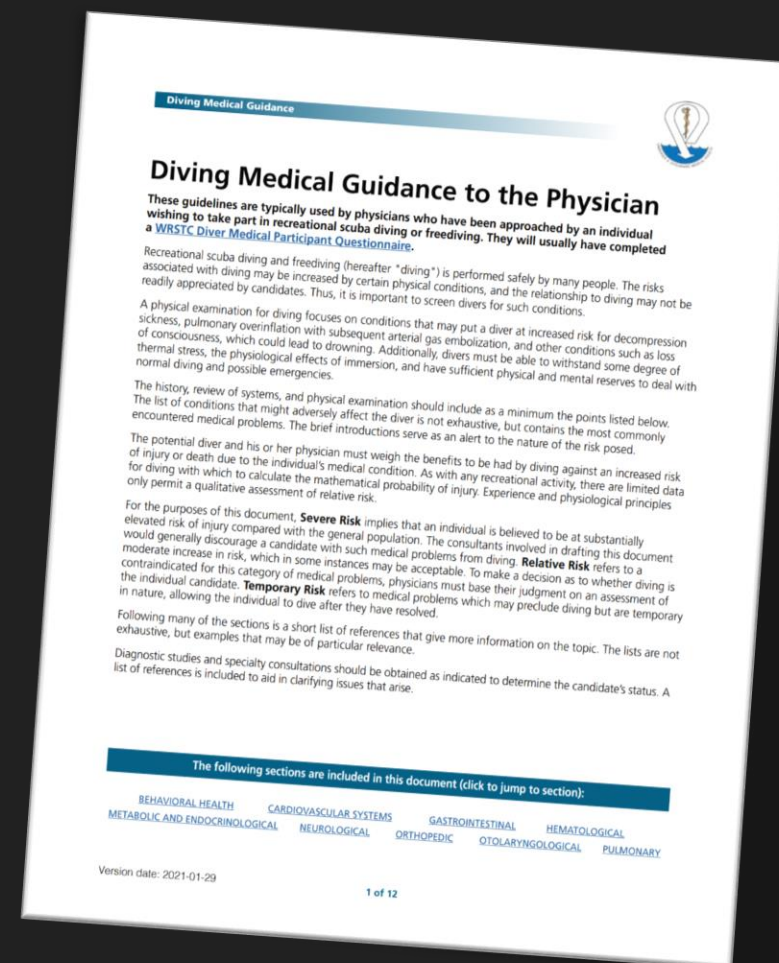 Diving Medical Guidance
Diving Medical Guidance to the Physician
These guidelines are typically used by physicians who have been approached by an individual
wishing to take part in recreational scuba diving or freediving. They will usually have completed
a WRSTC Diver Medical Participant Questionnaire.
Recreational scuba diving and freediving (hereafter "diving") is performed safely by many people. The risks
associated with diving may be increased by certain physical conditions, and the relationship to diving may not be
readily appreciated by candidates. Thus, it is important to screen divers for such conditions.
A physical examination for diving focuses on conditions that may put a diver at increased risk for decompression
sickness, pulmonary overinflation with subsequent arterial gas embolization, and other conditions such as loss
of consciousness, which could lead to drowning. Additionally, divers must be able to withstand some degree of
thermal stress, the physiological effects of immersion, and have sufficient physical and mental reserves to deal with
normal diving and possible emergencies.
The history, review of systems, and physical examination should include as a minimum the points listed below.
The list of conditions that might adversely affect the diver is not exhaustive, but contains the most commonly
encountered medical problems. The brief introductions serve as an alert to the nature of the risk posed.
The potential diver and his or her physician must weigh the benefits to be had by diving against an increased risk
of injury or death due to the individual's medical condition. As with any recreational activity, there are limited data
for diving with which to calculate the mathematical probability of injury. Experience and physiological principles
only permit a qualitative assessment of relative risk.
For the purposes of this document, Severe Risk implies that an individual is believed to be at substantially
elevated risk of injury compared with the general population. The consultants involved in drafting this document
would generally discourage a candidate with such medical problems from diving. Relative Risk refers to a
moderate increase in risk, which in some instances may be acceptable. To make a decision as to whether diving is
contraindicated for this category of medical problems, physicians must base their judgment on an assessment of
the individual candidate. Temporary Risk refers to medical problems which may preclude diving but are temporary
in nature, allowing the individual to dive after they have resolved.
Following many of the sections is a short list of references that give more information on the topic. The lists are not
exhaustive, but examples that may be of particular relevance.
Diagnostic studies and specialty consultations should be obtained as indicated to determine the candidate's status. A
list of references is included to aid in clarifying issues that arise.
The following sections are included in this document (click to jump to section):
BEHAVIORAL HEALTH CARDIOVASCULAR SYSTEMS GASTROINTESTINAL HEMATOLOGICAL
METABOLIC AND ENDOCRINOLOGICAL NEUROLOGICAL ORTHOPEDIC OTOLARYNGOLOGICAL PULMONARY
Version date: 2021-01-29
1 of 12